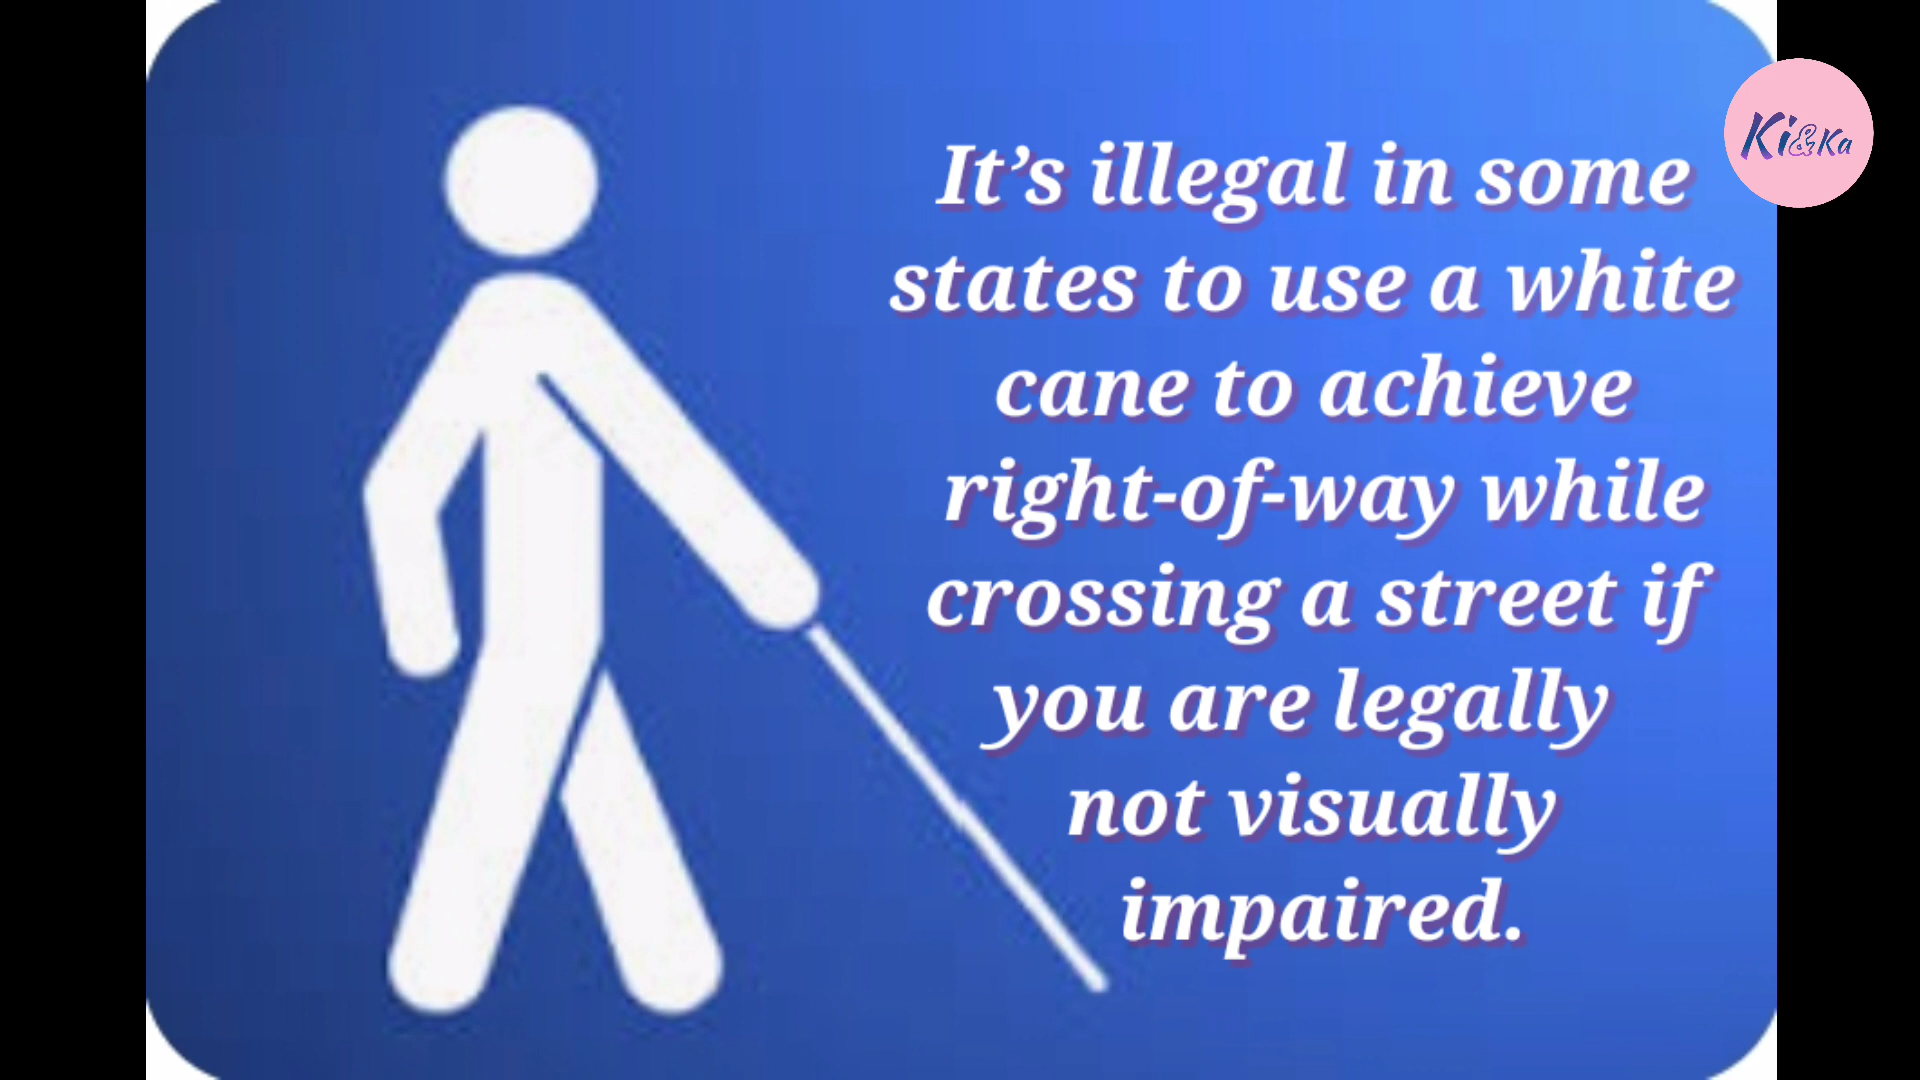 It’s illegal in some
states to use a white
cane to achieve
right-of-way while
crossing a street if
you are legally
not visually
impaired.
Ki&Ka